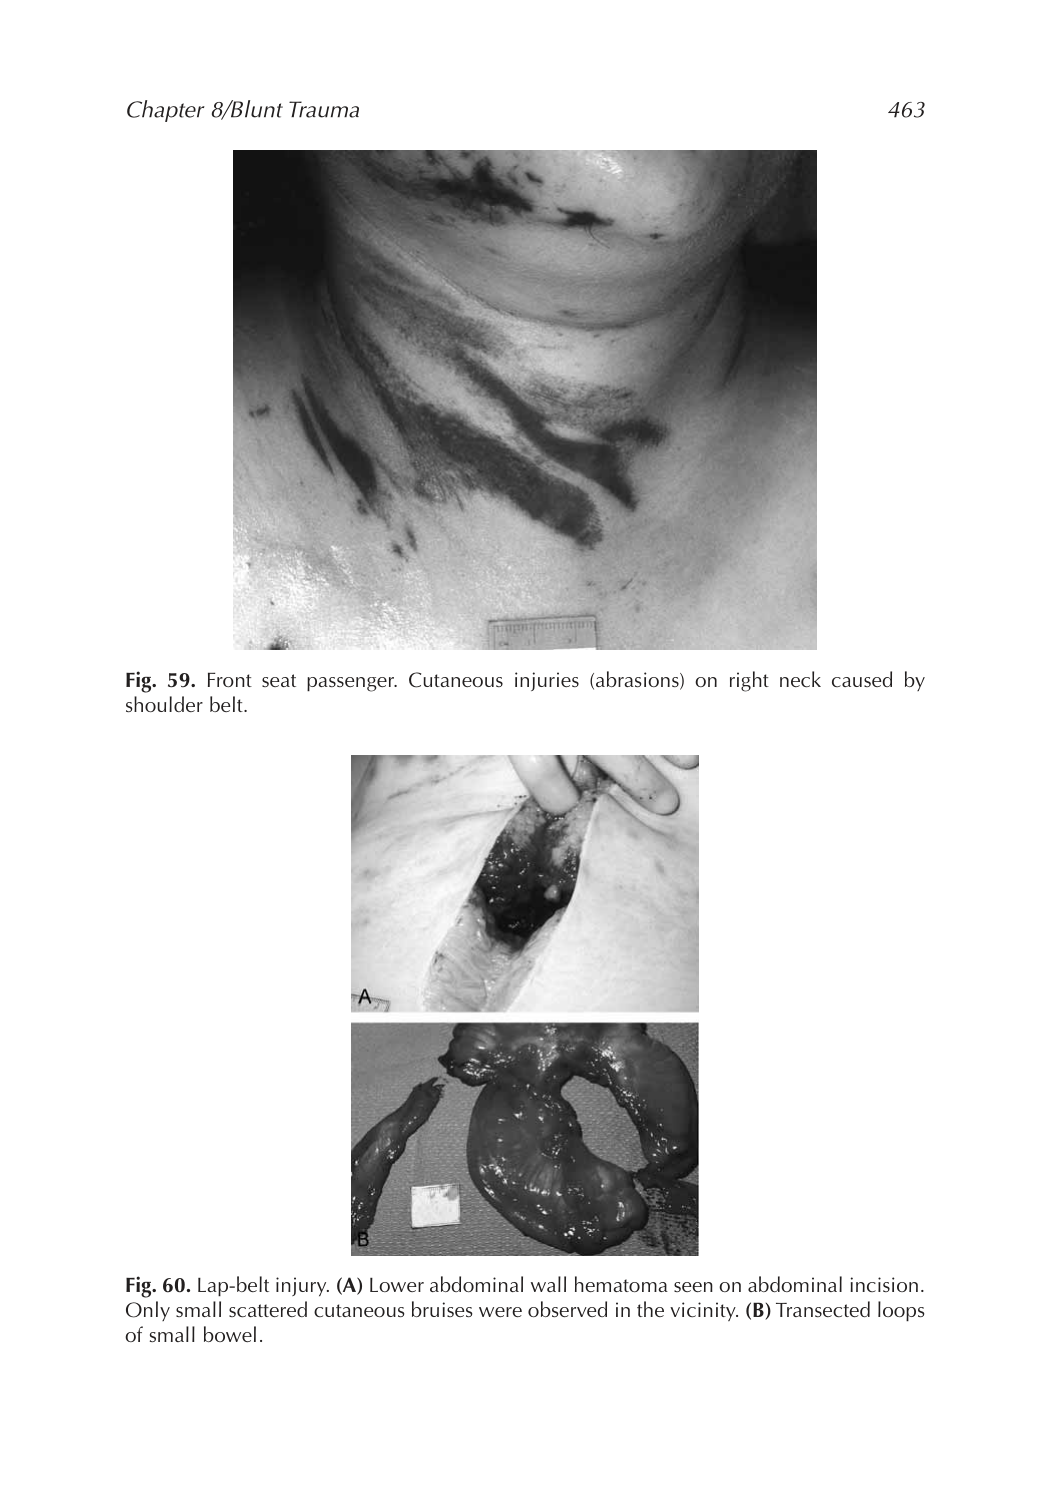 Chapter 8/Blunt Trauma 463
Fig. 59. Front seat passenger. Cutaneous injuries (abrasions) on right neck caused by
shoulder belt.
A
B
Fig. 60. Lap-belt injury. (A) Lower abdominal wall hematoma seen on abdominal incision.
Only small scattered cutaneous bruises were observed in the vicinity. (B) Transected loops
of small bowel.